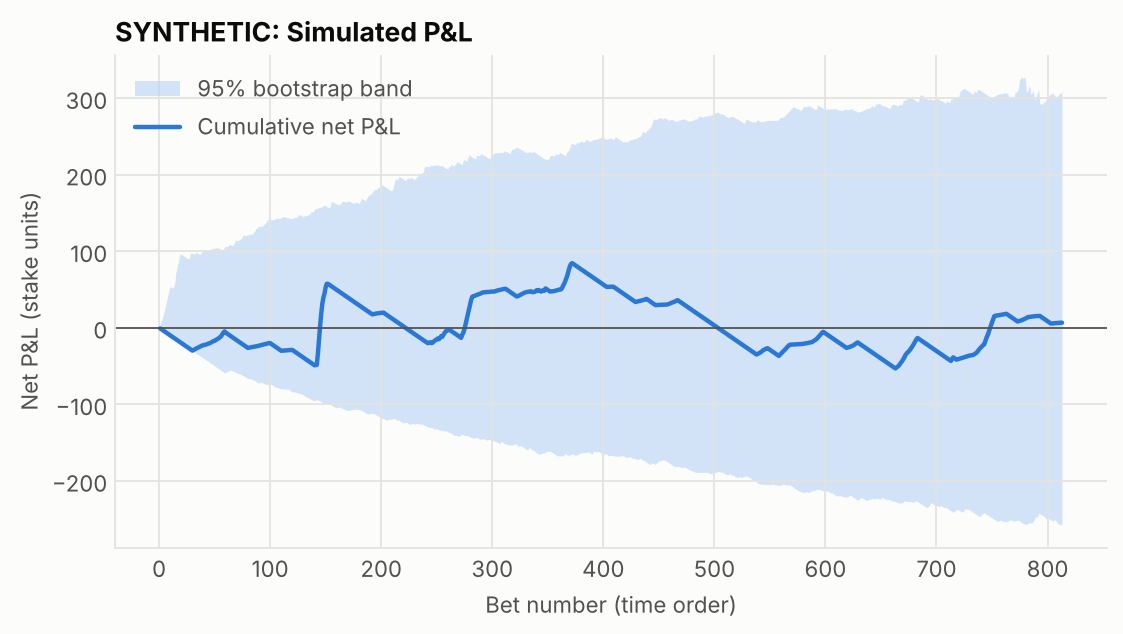 SYNTHETIC: Simulated P&L
95% bootstrap band
Cumulative net P&L
Net P&L (stake units)
300
200
100
0
−100
−200
0 100 200 300 400 500 600 700 800
Bet number (time order)